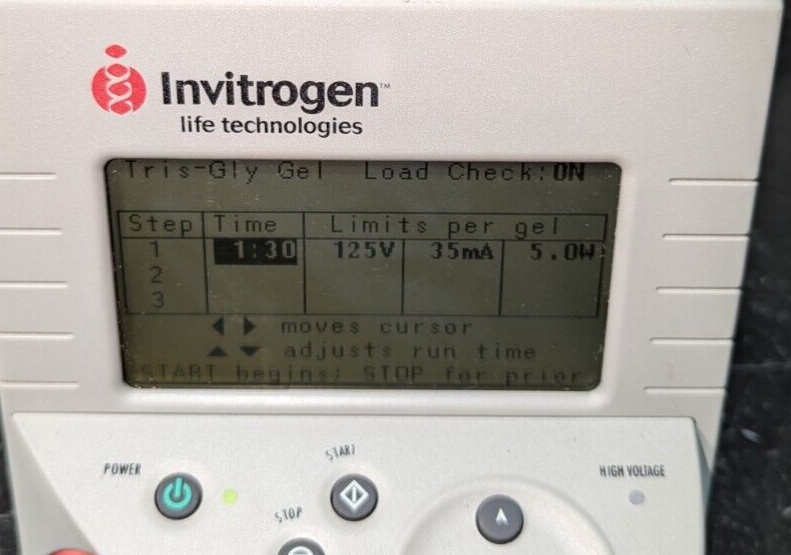 Invitrogen™
life technologies
Tris-Gly Gel Load Check:ON
Step Time Limits per gel
1 1:30 125V 35mA 5.0W
2
3
◀ ▶ moves cursor
▲ ▼ adjusts run time
START begins; STOP for prior
POWER
START
STOP
HIGH VOLTAGE